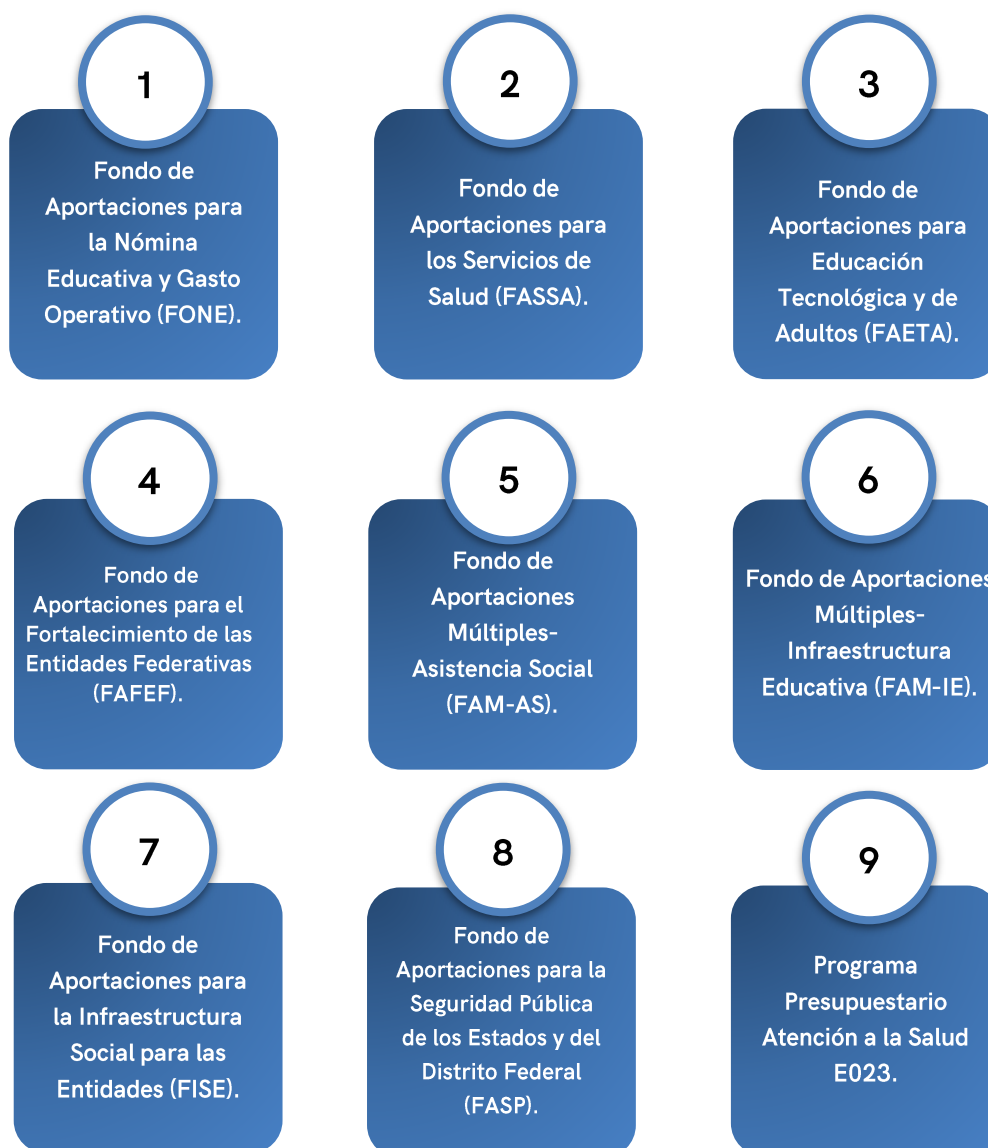 1
Fondo de
Aportaciones para
la Nómina
Educativa y Gasto
Operativo (FONE).
2
Fondo de
Aportaciones para
los Servicios de
Salud (FASSA).
3
Fondo de
Aportaciones para
Educación
Tecnológica y de
Adultos (FAETA).
4
Fondo de
Aportaciones para el
Fortalecimiento de las
Entidades Federativas
(FAFEF).
5
Fondo de
Aportaciones
Múltiples-
Asistencia Social
(FAM-AS).
6
Fondo de Aportaciones
Múltiples-
Infraestructura
Educativa (FAM-IE).
7
Fondo de
Aportaciones para
la Infraestructura
Social para las
Entidades (FISE).
8
Fondo de
Aportaciones para la
Seguridad Pública
de los Estados y del
Distrito Federal
(FASP).
9
Programa
Presupuestario
Atención a la Salud
E023.